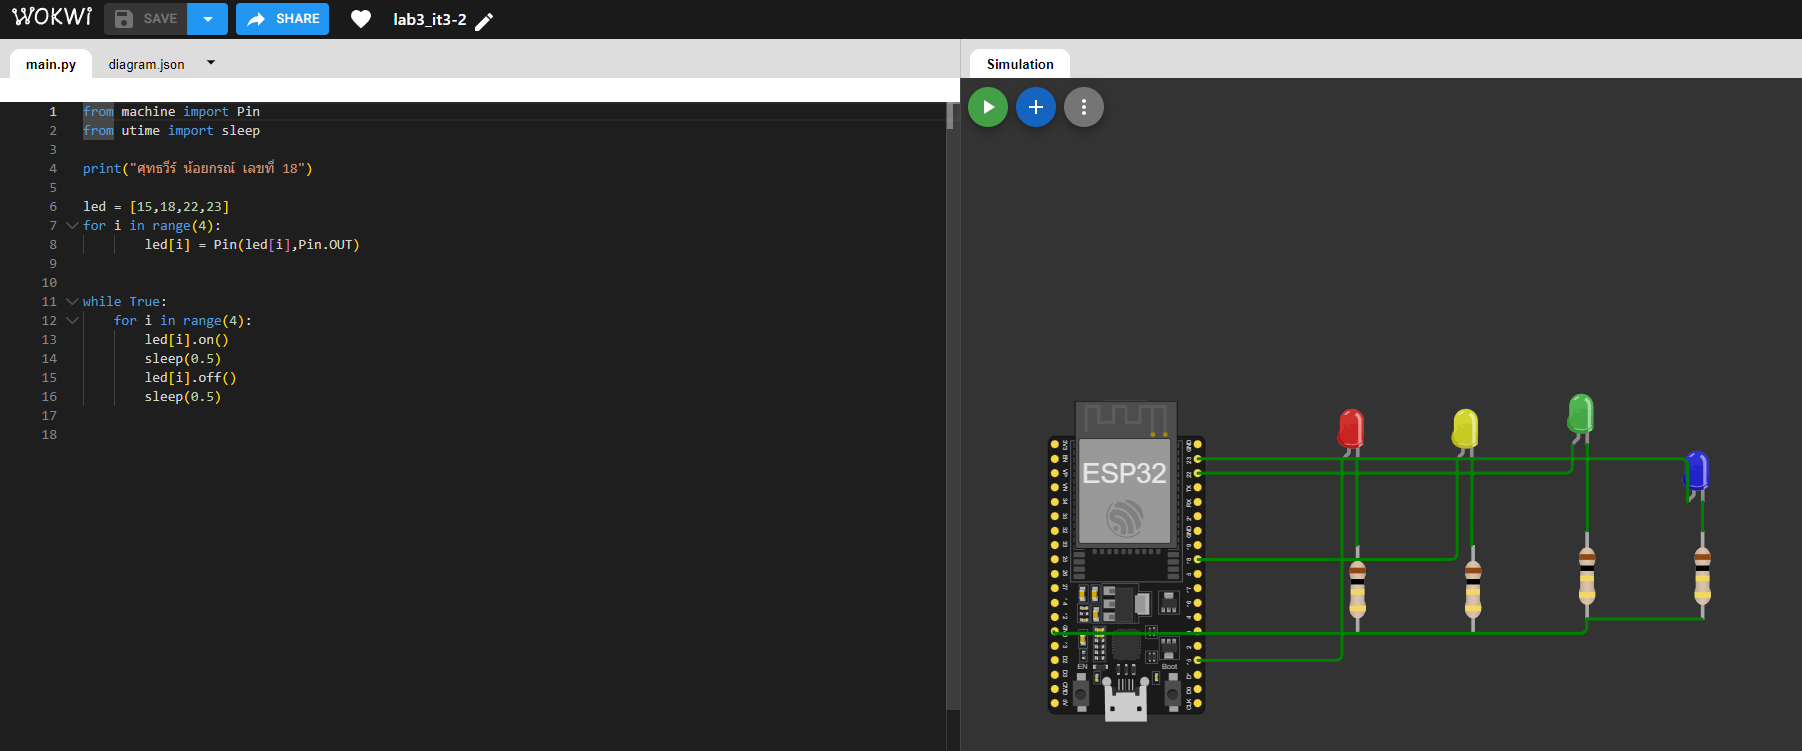 WOKWI
SAVE
SHARE
lab3_it3-2
main.py
diagram.json
Simulation
1 from machine import Pin
2 from utime import sleep
3
4 print("ศุทธวีร์ น้อยกรณ์ เลขที่ 18")
5
6 led = [15,18,22,23]
7 for i in range(4):
8 led[i] = Pin(led[i],Pin.OUT)
9
10
11 while True:
12 for i in range(4):
13 led[i].on()
14 sleep(0.5)
15 led[i].off()
16 sleep(0.5)
17
18
ESP32
EN
Boot